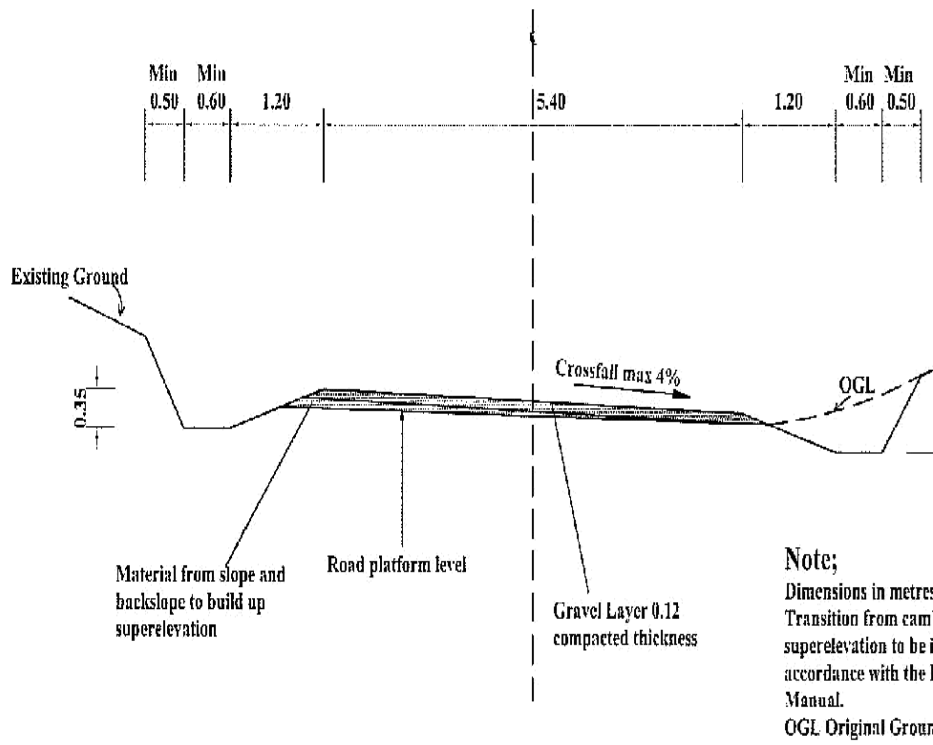 Min Min
0.50 0.60 1.20 5.40 1.20 0.60 0.50
Min Min
Existing Ground
0.35
Crossfall max 4%
OGL
Material from slope and
backslope to build up
superelevation
Road platform level
Gravel Layer 0.12
compacted thickness
Note;
Dimensions in metres
Transition from
superelevation to be
accordance with the
Manual.
OGL Original